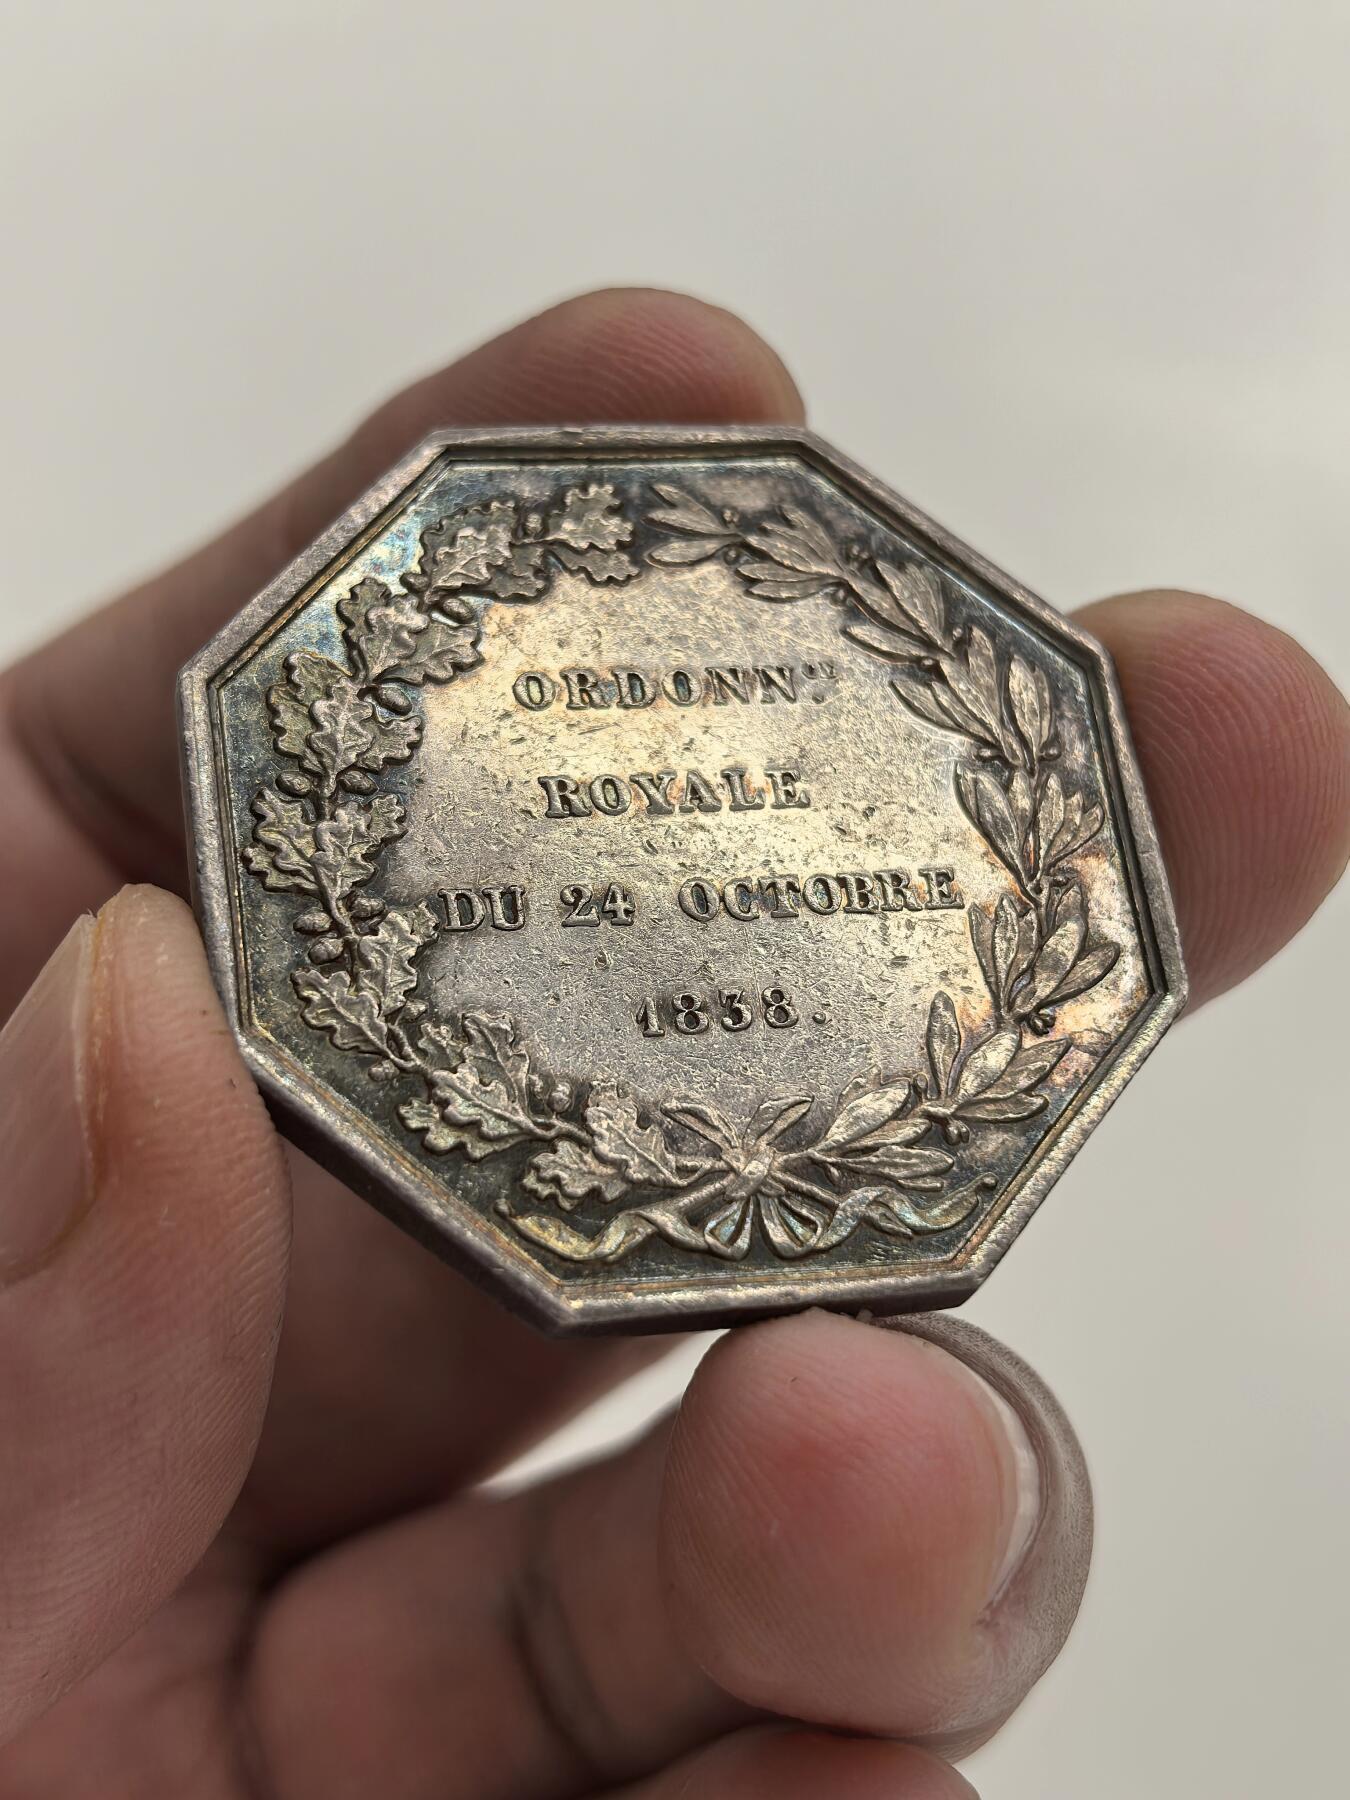 ORDONN.ce
ROYALE
DU 24 OCTOBRE
1838.